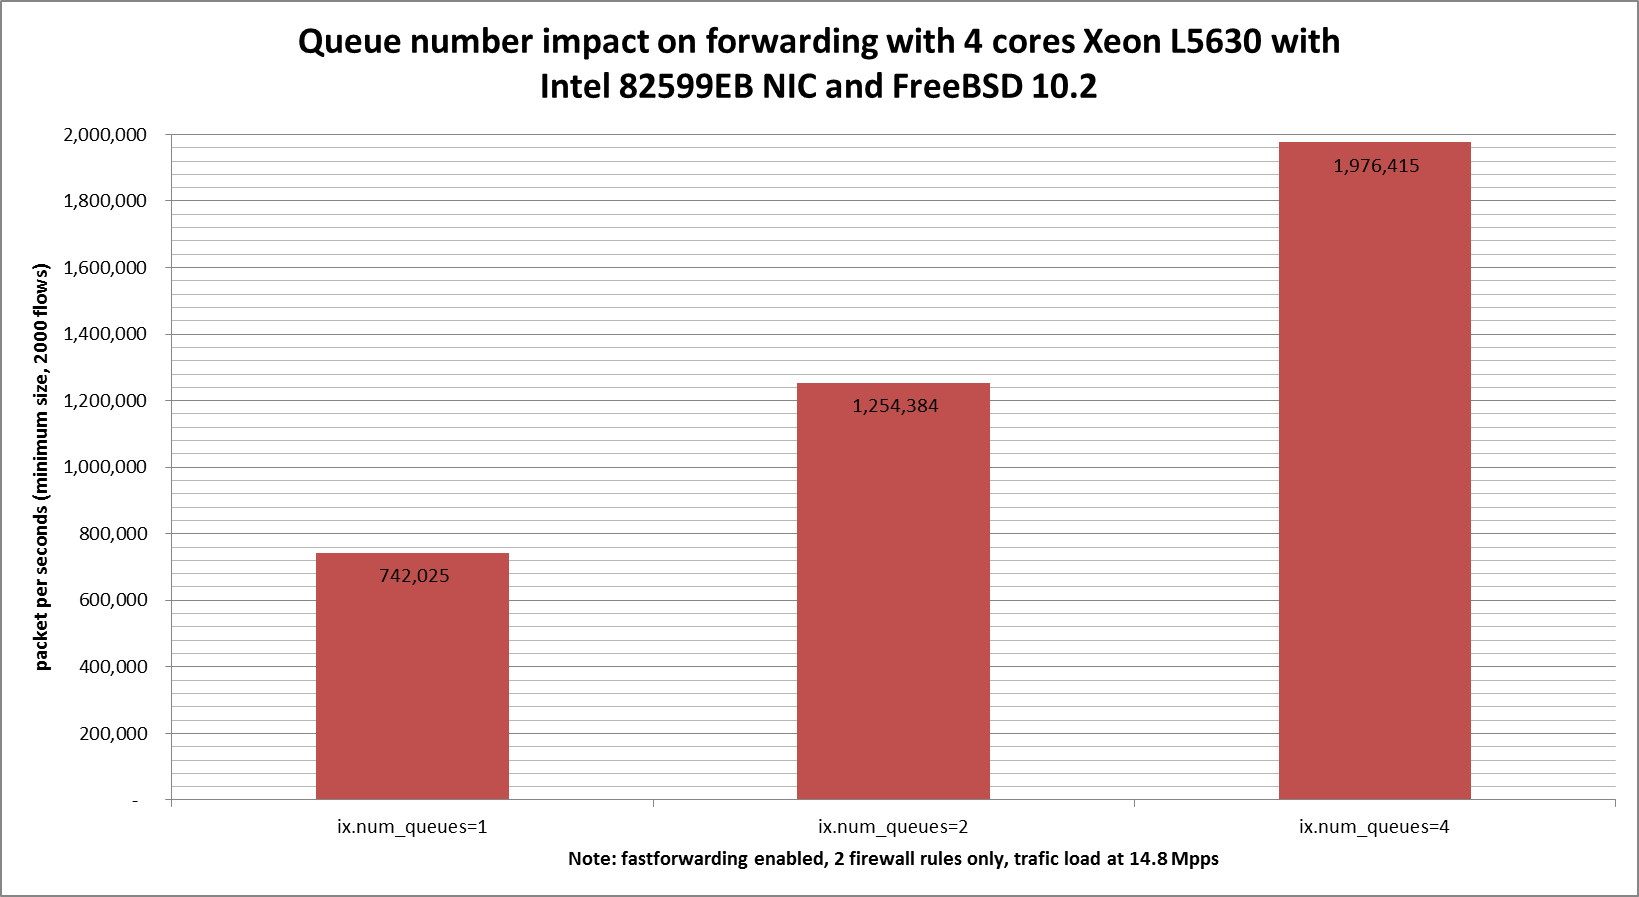 Queue number impact on forwarding with 4 cores Xeon L5630 with
Intel 82599EB NIC and FreeBSD 10.2
packet per seconds (minimum size, 2000 flows)
2,000,000
1,800,000
1,600,000
1,400,000
1,200,000
1,000,000
800,000
600,000
400,000
200,000
-
742,025
1,254,384
1,976,415
ix.num_queues=1
ix.num_queues=2
ix.num_queues=4
Note: fastforwarding enabled, 2 firewall rules only, trafic load at 14.8 Mpps